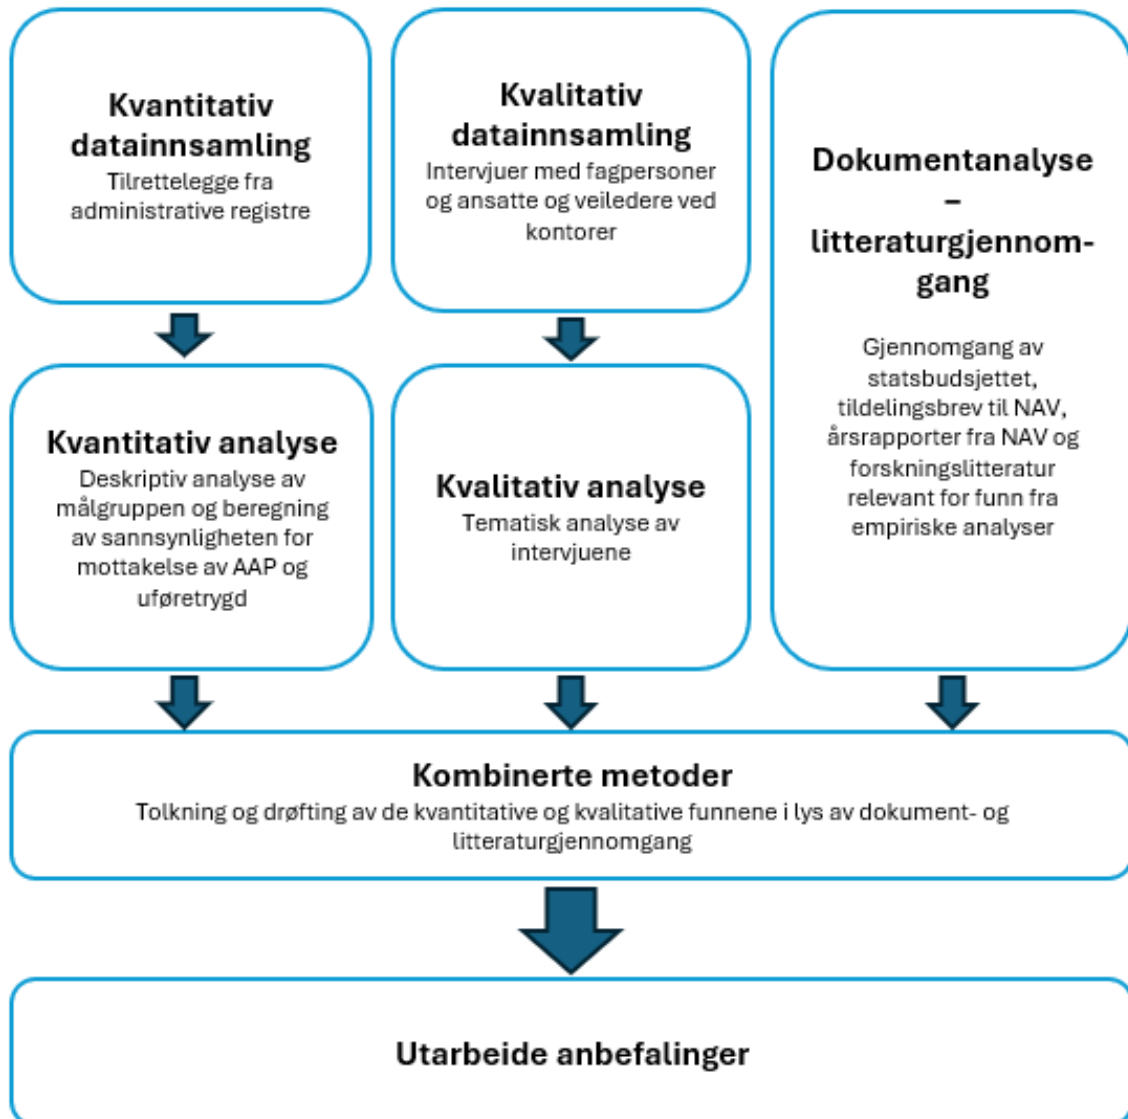 Kvantitativ
datainnsamling
Tilrettelegge fra
administrative registre
Kvalitativ
datainnsamling
Intervjuer med fagpersoner
og ansatte og veiledere ved
kontorer
Dokumentanalyse
–
litteraturgjennom-
gang
Gjennomgang av
statsbudsjettet,
tildelingsbrev til NAV,
årsrapporter fra NAV og
forskningslitteratur
relevant for funn fra
empiriske analyser
Kvantitativ analyse
Deskriptiv analyse av
målgruppen og beregning
av sannsynligheten for
mottakelse av AAP og
uføretrygd
Kvalitativ analyse
Tematisk analyse av
intervjuene
Kombinerte metoder
Tolkning og drøfting av de kvantitative og kvalitative funnene i lys av dokument- og
litteraturgjennomgang
Utarbeide anbefalinger